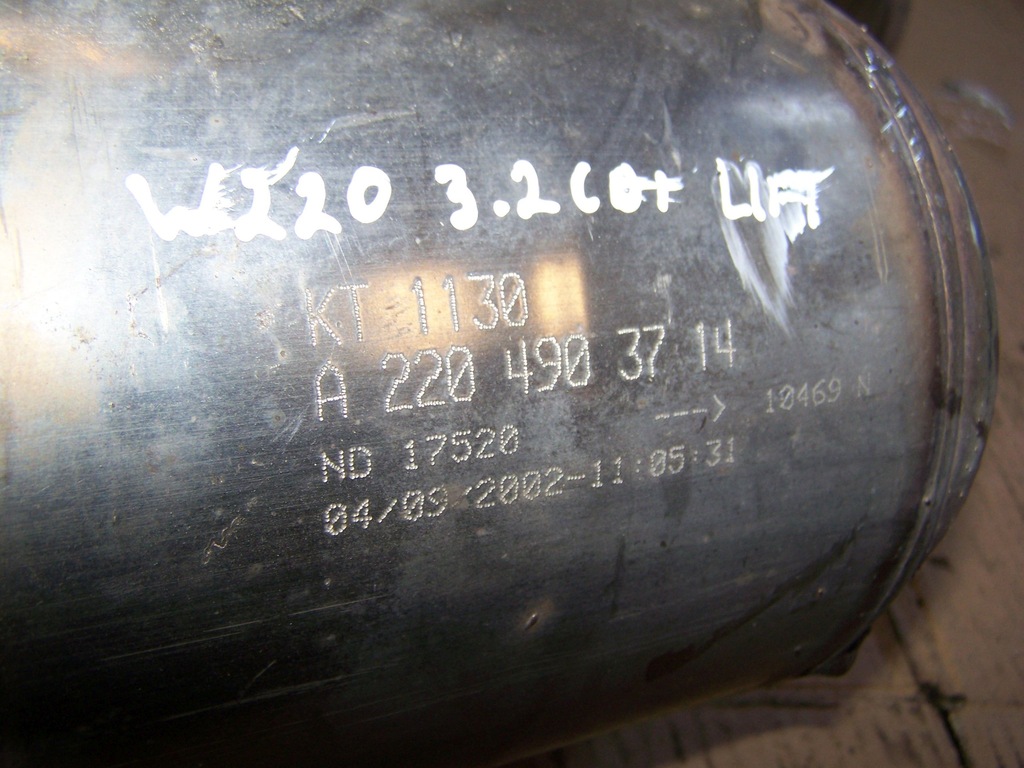 W220 3.2 CDI LIFT
KT 1130
A 220 490 37 14
---> 10469 N
ND 17520
04/09/2002-11:05:31